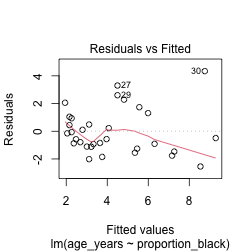 Residuals vs Fitted
Residuals
4
2
0
-2
30
27
29
2
4
6
8
Fitted values
lm(age_years ~ proportion_black)